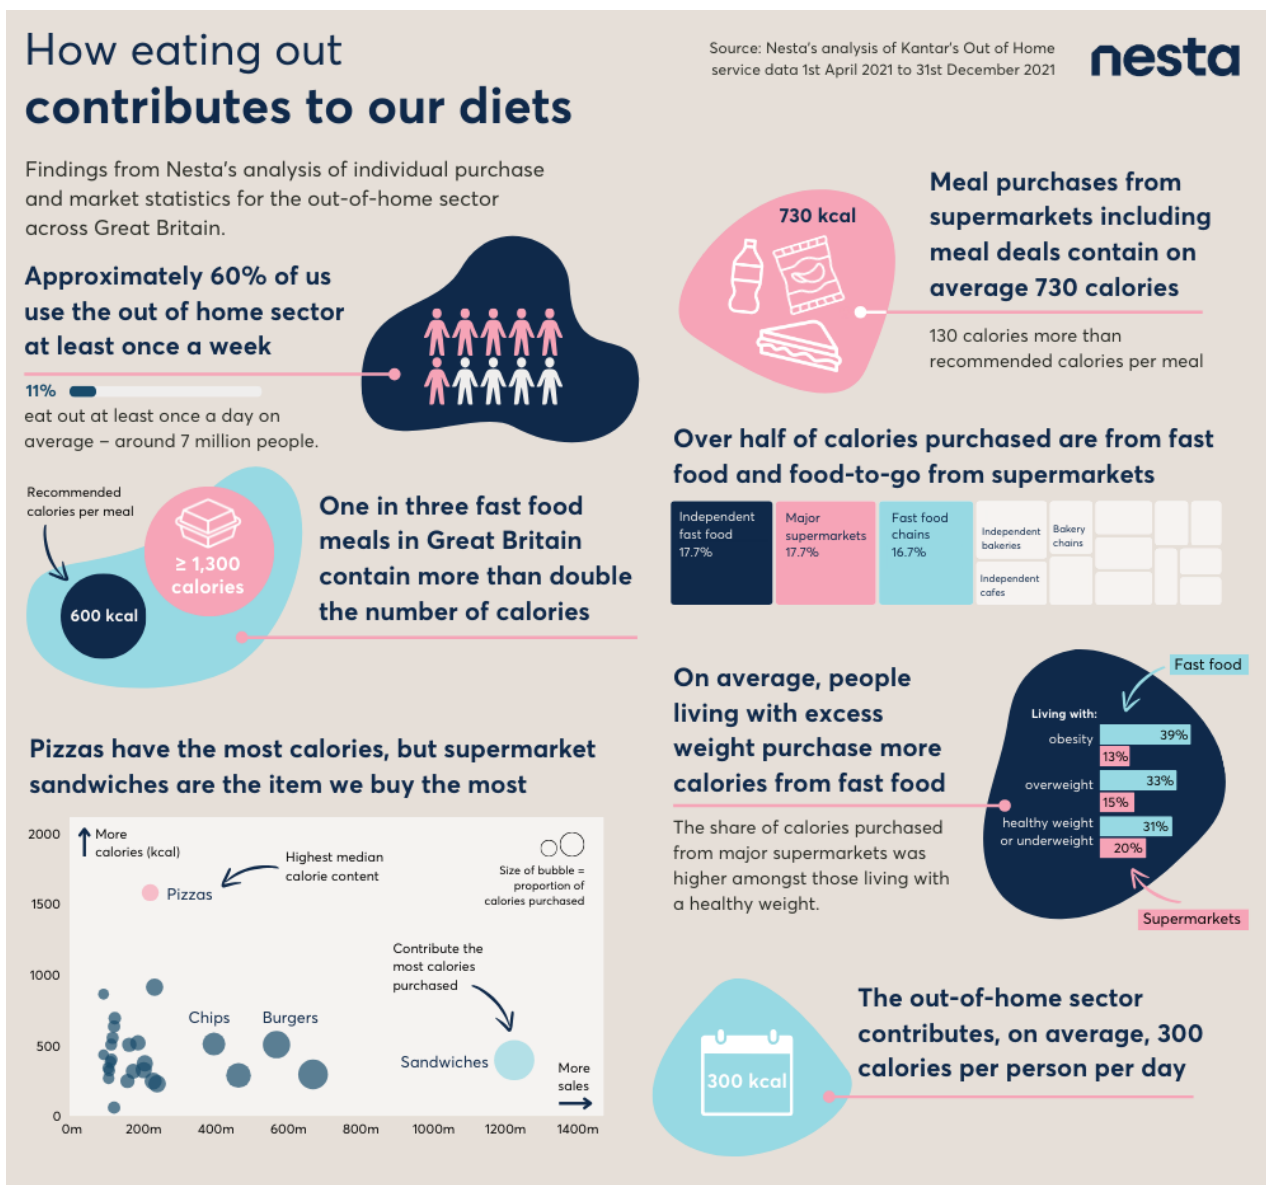 How eating out
contributes to our diets
Source: Nesta's analysis of Kantar's Out of Home
service data 1st April 2021 to 31st December 2021
nesta
Findings from Nesta's analysis of individual purchase
and market statistics for the out-of-home sector
across Great Britain.
Approximately 60% of us
use the out of home sector
at least once a week
11%
eat out at least once a day on
average – around 7 million people.
730 kcal
Meal purchases from
supermarkets including
meal deals contain on
average 730 calories
130 calories more than
recommended calories per meal
Recommended
calories per meal
≥ 1,300
calories
600 kcal
One in three fast food
meals in Great Britain
contain more than double
the number of calories
Over half of calories purchased are from fast
food and food-to-go from supermarkets
Independent
fast food
17.7%
Major
supermarkets
17.7%
Fast food
chains
16.7%
Independent
bakeries
Independent
cafes
Bakery
chains
On average, people
living with excess
weight purchase more
calories from fast food
The share of calories purchased
from major supermarkets was
higher amongst those living with
a healthy weight.
Fast food
Living with:
obesity
39%
13%
overweight
33%
15%
healthy weight
or underweight
31%
20%
Supermarkets
Pizzas have the most calories, but supermarket
sandwiches are the item we buy the most
2000
1500
1000
500
0
More
calories (kcal)
Highest median
calorie content
Pizzas
Size of bubble =
proportion of
calories purchased
Contribute the
most calories
purchased
Chips
Burgers
Sandwiches
More
sales
0m
200m
400m
600m
800m
1000m
1200m
1400m
300 kcal
The out-of-home sector
contributes, on average, 300
calories per person per day